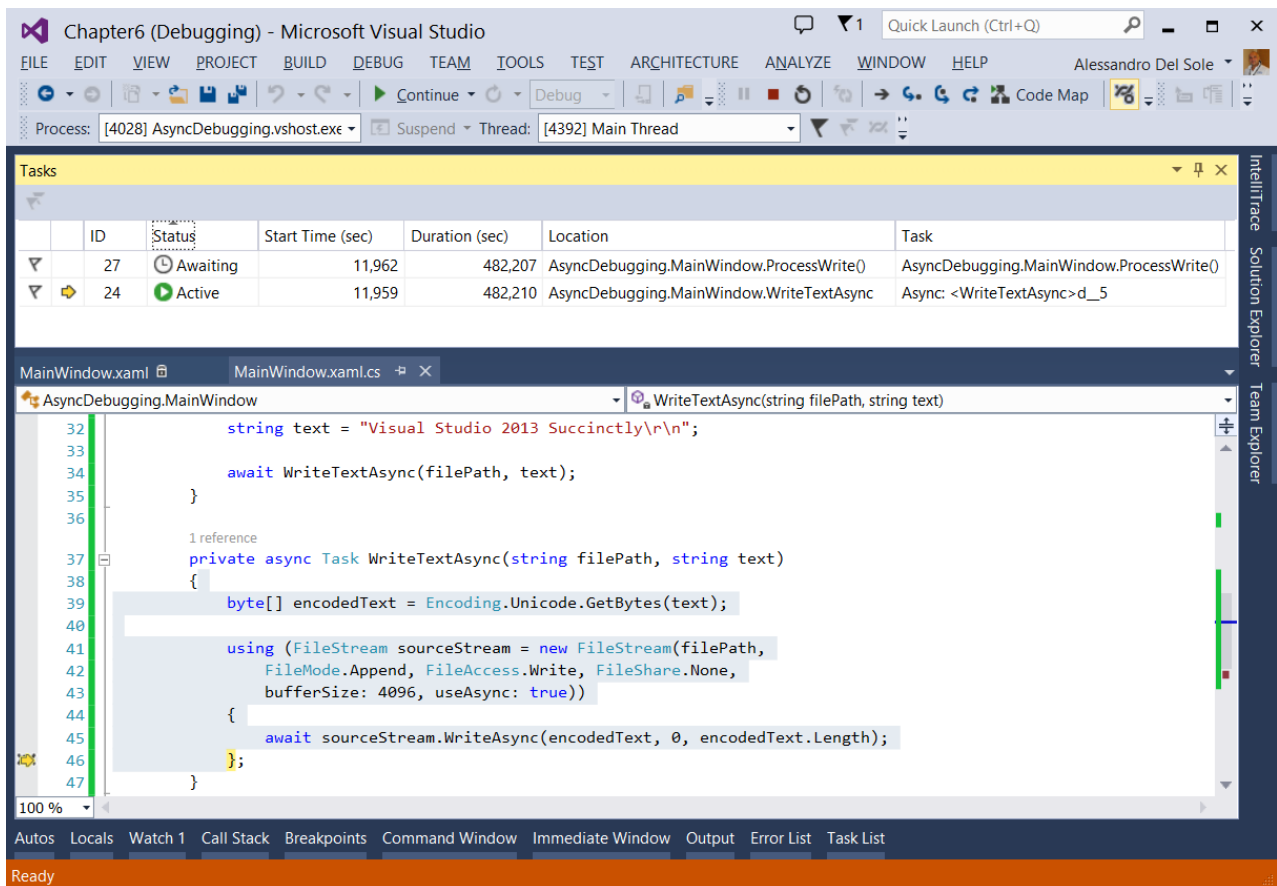 Chapter6 (Debugging) - Microsoft Visual Studio 1 Quick Launch (Ctrl+Q)
FILE EDIT VIEW PROJECT BUILD DEBUG TEAM TOOLS TEST ARCHITECTURE ANALYZE WINDOW HELP Alessandro Del Sole
Continue Debug Code Map
Process: [4028] AsyncDebugging.vshost.exe Suspend Thread: [4392] Main Thread
Tasks
ID Status Start Time (sec) Duration (sec) Location Task
27 Awaiting 11,962 482,207 AsyncDebugging.MainWindow.ProcessWrite() AsyncDebugging.MainWindow.ProcessWrite()
24 Active 11,959 482,210 AsyncDebugging.MainWindow.WriteTextAsync Async: <WriteTextAsync>d__5
IntelliTrace
Solution Explorer
Team Explorer
MainWindow.xaml MainWindow.xaml.cs
AsyncDebugging.MainWindow WriteTextAsync(string filePath, string text)
32 string text = "Visual Studio 2013 Succinctly\r\n";
33
34 await WriteTextAsync(filePath, text);
35 }
36
1 reference
37 private async Task WriteTextAsync(string filePath, string text)
38 {
39 byte[] encodedText = Encoding.Unicode.GetBytes(text);
40
41 using (FileStream sourceStream = new FileStream(filePath,
42 FileMode.Append, FileAccess.Write, FileShare.None,
43 bufferSize: 4096, useAsync: true))
44 {
45 await sourceStream.WriteAsync(encodedText, 0, encodedText.Length);
46 };
47 }
100 %
Autos Locals Watch 1 Call Stack Breakpoints Command Window Immediate Window Output Error List Task List
Ready